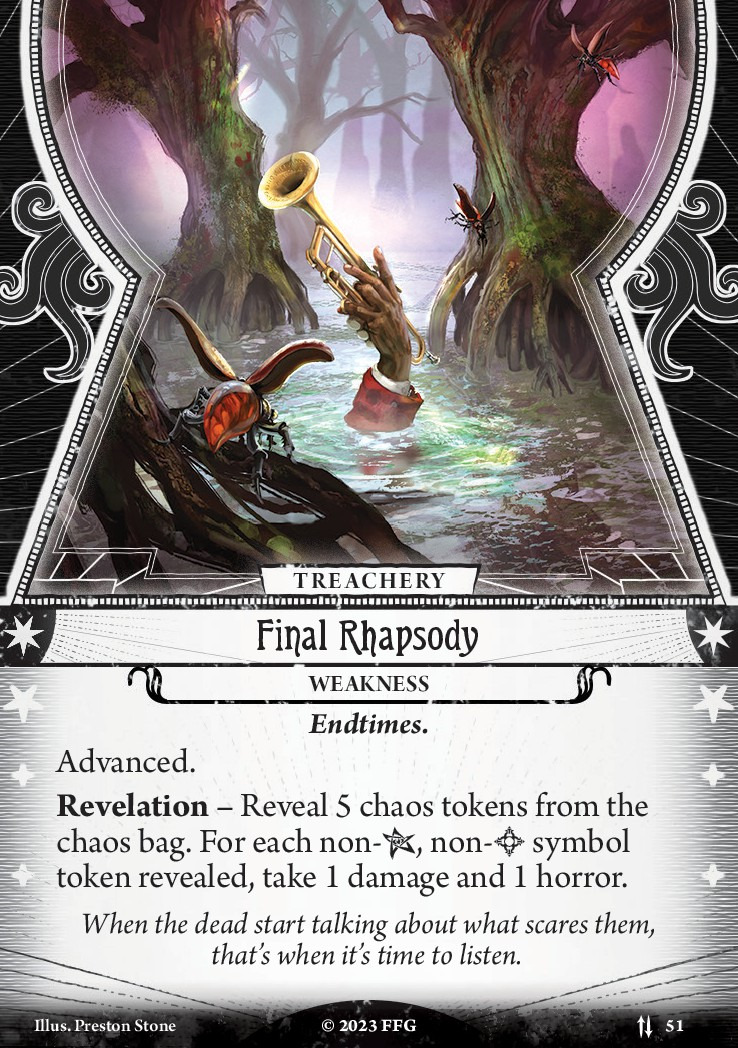 TREACHERY
Final Rhapsody
WEAKNESS
Endtimes.
Advanced.
Revelation – Reveal 5 chaos tokens from the
chaos bag. For each non-, non- symbol
token revealed, take 1 damage and 1 horror.
When the dead start talking about what scares them,
that's when it's time to listen.
Illus. Preston Stone © 2023 FFG 51